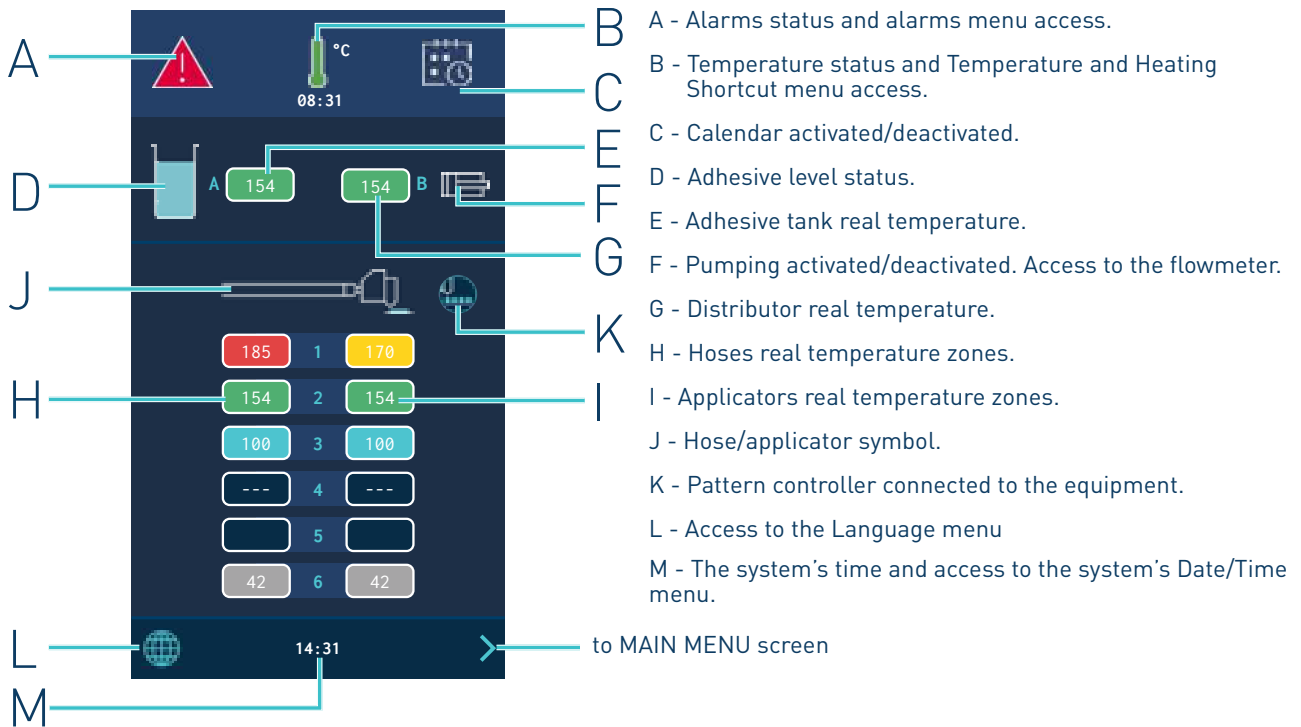 A
°C
08:31
B
C
D
A 154
154 B
E
F
G
J
K
185 1 170
H
154 2 154
I
100 3 100
--- 4 ---
5
42 6 42
L
14:31
to MAIN MENU screen
M
A - Alarms status and alarms menu access.
B - Temperature status and Temperature and Heating
Shortcut menu access.
C - Calendar activated/deactivated.
D - Adhesive level status.
E - Adhesive tank real temperature.
F - Pumping activated/deactivated. Access to the flowmeter.
G - Distributor real temperature.
H - Hoses real temperature zones.
I - Applicators real temperature zones.
J - Hose/applicator symbol.
K - Pattern controller connected to the equipment.
L - Access to the Language menu
M - The system's time and access to the system's Date/Time
menu.